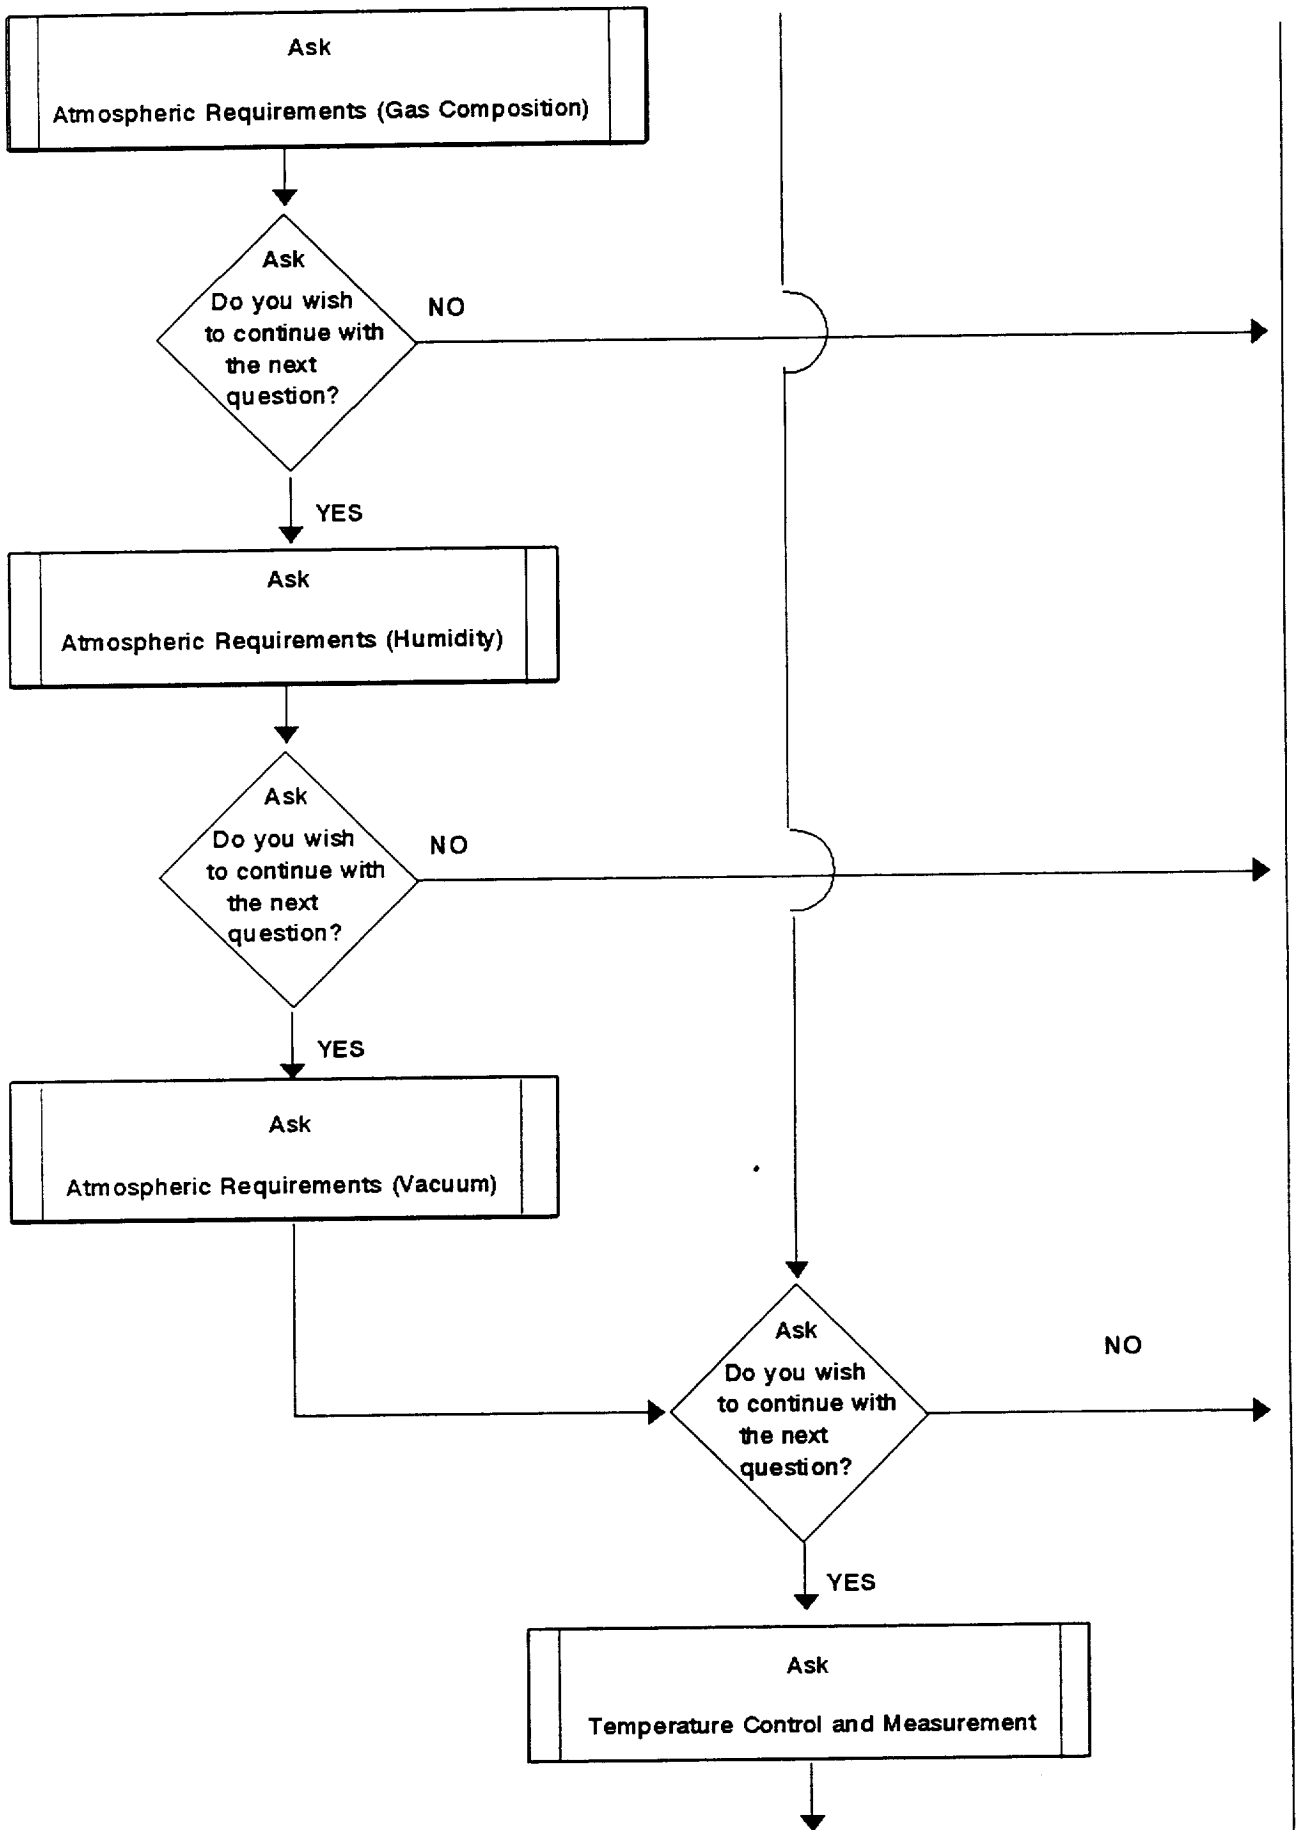 Ask
Atmospheric Requirements (Gas Composition)
Ask
Do you wish
to continue with
the next
question?
NO
YES
Ask
Atmospheric Requirements (Humidity)
Ask
Do you wish
to continue with
the next
question?
NO
YES
Ask
Atmospheric Requirements (Vacuum)
Ask
Do you wish
to continue with
the next
question?
NO
YES
Ask
Temperature Control and Measurement